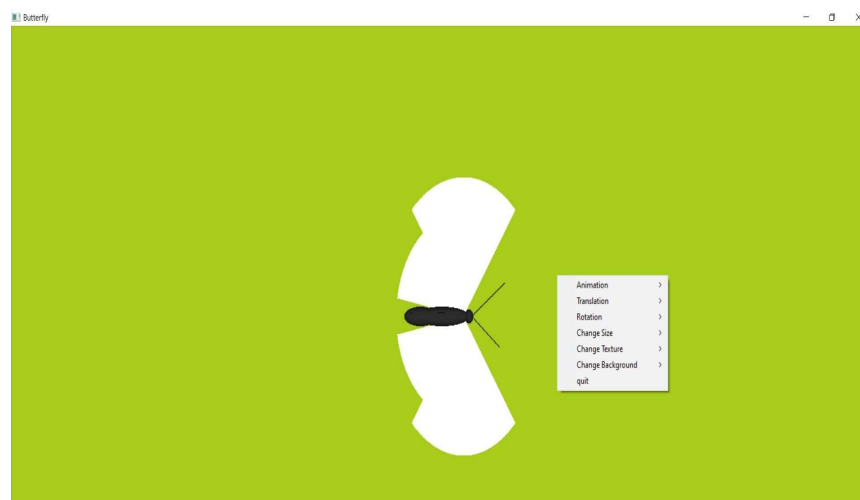 Butterfly
Animation
Translation
Rotation
Change Size
Change Texture
Change Background
quit